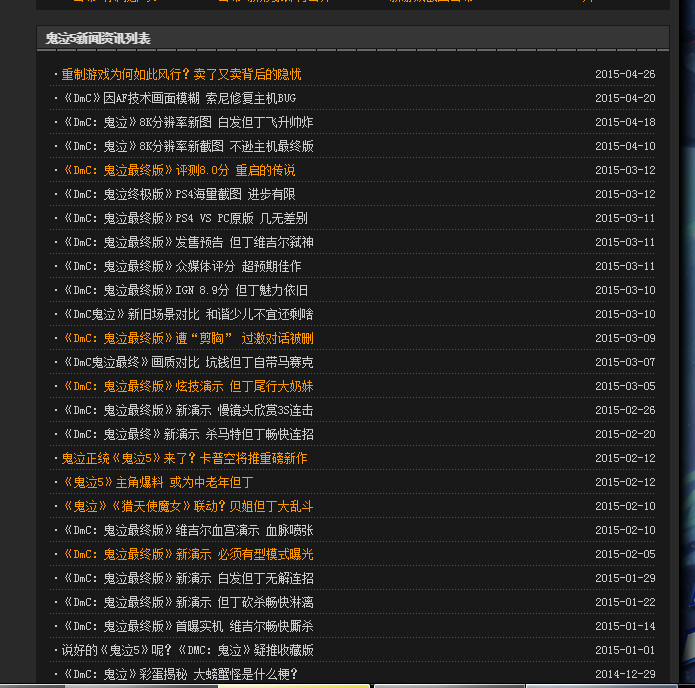 鬼泣5新闻资讯列表
·重制游戏为何如此风行？卖了又卖背后的隐忧 2015-04-26
·《DmC》因AF技术画面模糊 索尼修复主机BUG 2015-04-20
·《DmC：鬼泣》8K分辨率新图 白发但丁飞升帅炸 2015-04-18
·《DmC：鬼泣》8K分辨率新截图 不逊主机最终版 2015-04-10
·《DmC：鬼泣最终版》评测8.0分 重启的传说 2015-03-12
·《DmC：鬼泣终极版》PS4海量截图 进步有限 2015-03-12
·《DmC：鬼泣最终版》PS4 VS PC原版 几无差别 2015-03-11
·《DmC：鬼泣最终版》发售预告 但丁维吉尔弑神 2015-03-11
·《DmC：鬼泣最终版》众媒体评分 超预期佳作 2015-03-11
·《DmC：鬼泣最终版》IGN 8.9分 但丁魅力依旧 2015-03-10
·《DmC鬼泣》新旧场景对比 和谐少儿不宜还剩啥 2015-03-10
·《DmC：鬼泣最终版》遭“剪胸” 过激对话被删 2015-03-09
·《DmC鬼泣最终》画质对比 坑钱但丁自带马赛克 2015-03-07
·《DmC：鬼泣最终版》炫技演示 但丁尾行大奶妹 2015-03-05
·《DmC：鬼泣最终版》新演示 慢镜头欣赏3S连击 2015-02-26
·《DmC：鬼泣最终》新演示 杀马特但丁畅快连招 2015-02-20
·鬼泣正统《鬼泣5》来了？卡普空将推重磅新作 2015-02-12
·《鬼泣5》主角爆料 或为中老年但丁 2015-02-12
·《鬼泣》《猎天使魔女》联动？贝姐但丁大乱斗 2015-02-10
·《DmC：鬼泣最终版》维吉尔血宫演示 血脉喷张 2015-02-10
·《DmC：鬼泣最终版》新演示 必须有型模式曝光 2015-02-05
·《DmC：鬼泣最终版》新演示 白发但丁无解连招 2015-01-29
·《DmC：鬼泣最终版》新演示 但丁砍杀畅快淋漓 2015-01-22
·《DmC：鬼泣最终版》首曝实机 维吉尔畅快厮杀 2015-01-14
·说好的《鬼泣5》呢？《DMC：鬼泣》疑推收藏版 2015-01-01
·《DmC：鬼泣》彩蛋揭秘 大螃蟹怪是什么梗？ 2014-12-29